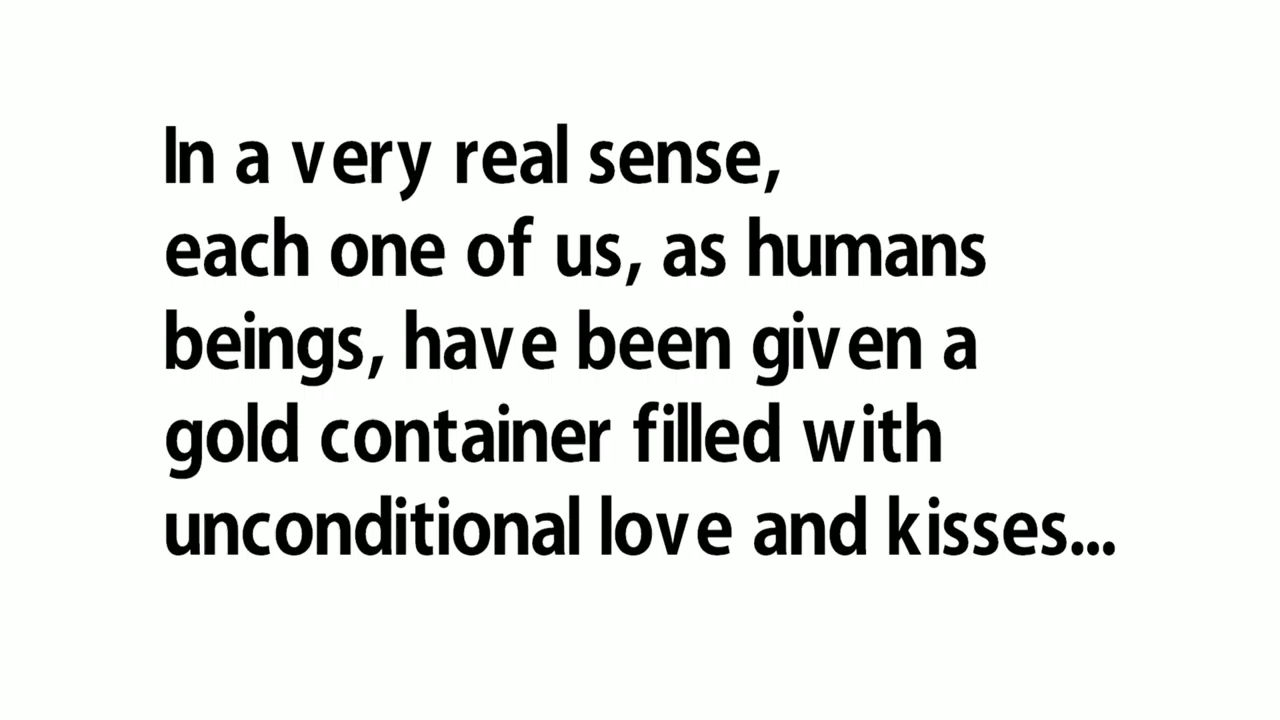 In a very real sense,
each one of us, as humans
beings, have been given a
gold container filled with
unconditional love and kisses...